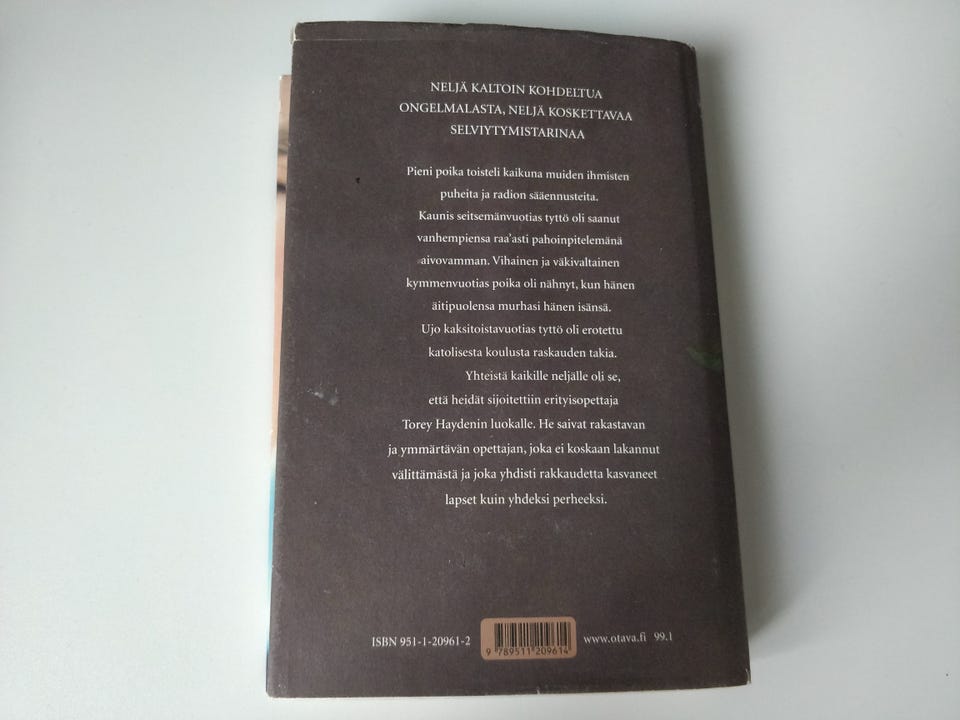 NELJÄ KALTOIN KOHDELTUA
ONGELMALASTA, NELJÄ KOSKETTAVAA
SELVIYTYMISTARINAA
Pieni poika toisteli kaikuna muiden ihmisten
puheita ja radion sääennusteita.
Kaunis seitsemänvuotias tyttö oli saanut
vanhempiensa raa'asti pahoinpitelemänä
aivovamman. Vihainen ja väkivaltainen
kymmenvuotias poika oli nähnyt, kun hänen
äitipuolensa murhasi hänen isänsä.
Ujo kaksitoistavuotias tyttö oli erotettu
katolisesta koulusta raskauden takia.
Yhteistä kaikille neljälle oli se,
että heidät sijoitettiin erityisopettaja
Torey Haydenin luokalle. He saivat rakastavan
ja ymmärtävän opettajan, joka ei koskaan lakannut
välittämästä ja joka yhdisti rakkaudetta kasvaneet
lapset kuin yhdeksi perheeksi.
ISBN 951-1-20961-2
9 789511 209614
www.otava.fi 99.1